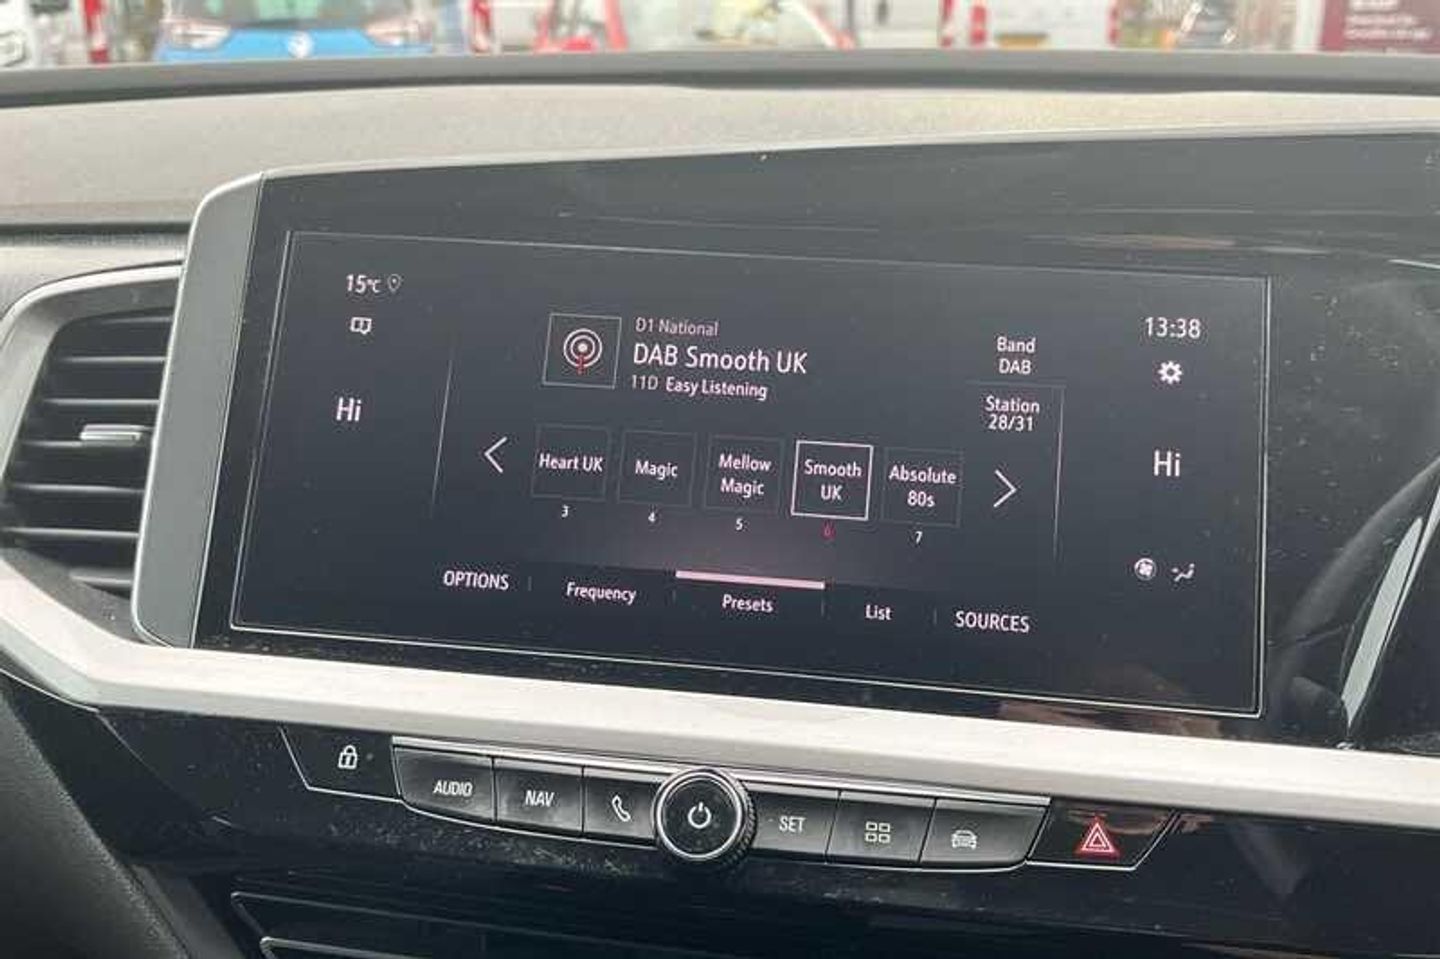 15°C
13:38
D1 National
DAB Smooth UK
11D Easy Listening
Band
DAB
Station
28/31
Hi
Hi
Heart UK
Magic
Mellow
Magic
Smooth
UK
Absolute
80s
3
4
5
6
7
OPTIONS
Frequency
Presets
List
SOURCES
AUDIO
NAV
SET